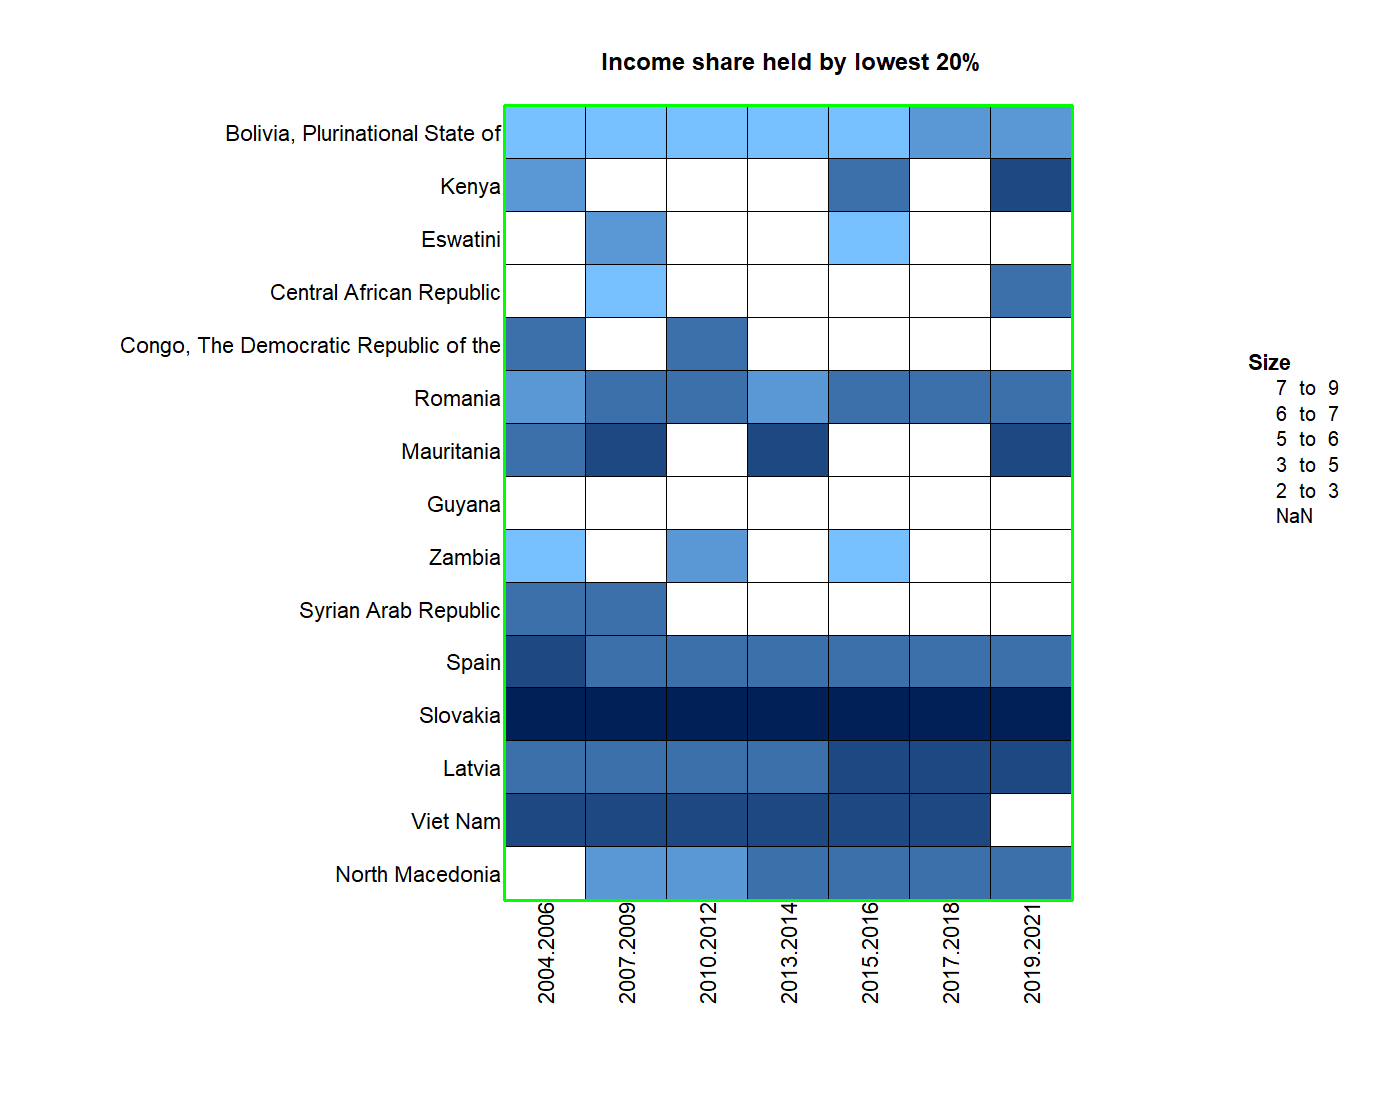 Income share held by lowest 20%
Bolivia, Plurinational State of
Kenya
Eswatini
Central African Republic
Congo, The Democratic Republic of the
Romania
Mauritania
Guyana
Zambia
Syrian Arab Republic
Spain
Slovakia
Latvia
Viet Nam
North Macedonia
2004.2006
2007.2009
2010.2012
2013.2014
2015.2016
2017.2018
2019.2021
Size
7 to 9
6 to 7
5 to 6
3 to 5
2 to 3
NaN